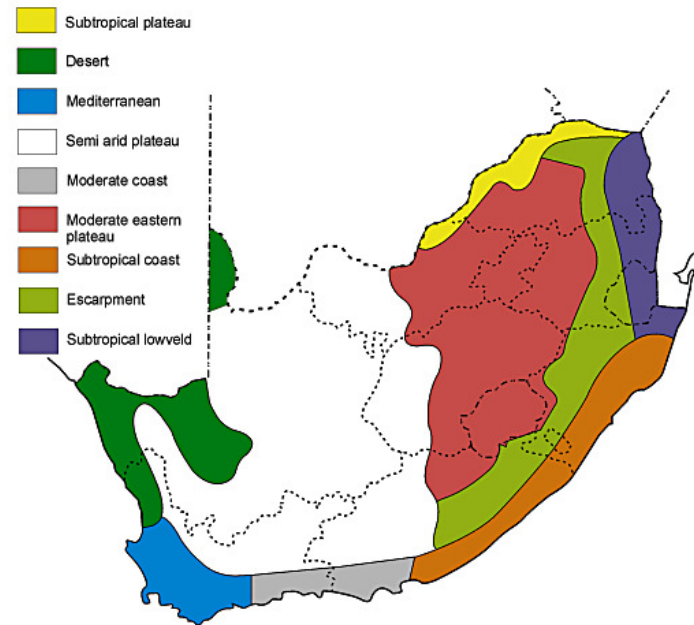 Subtropical plateau
Desert
Mediterranean
Semi arid plateau
Moderate coast
Moderate eastern
plateau
Subtropical coast
Escarpment
Subtropical lowveld